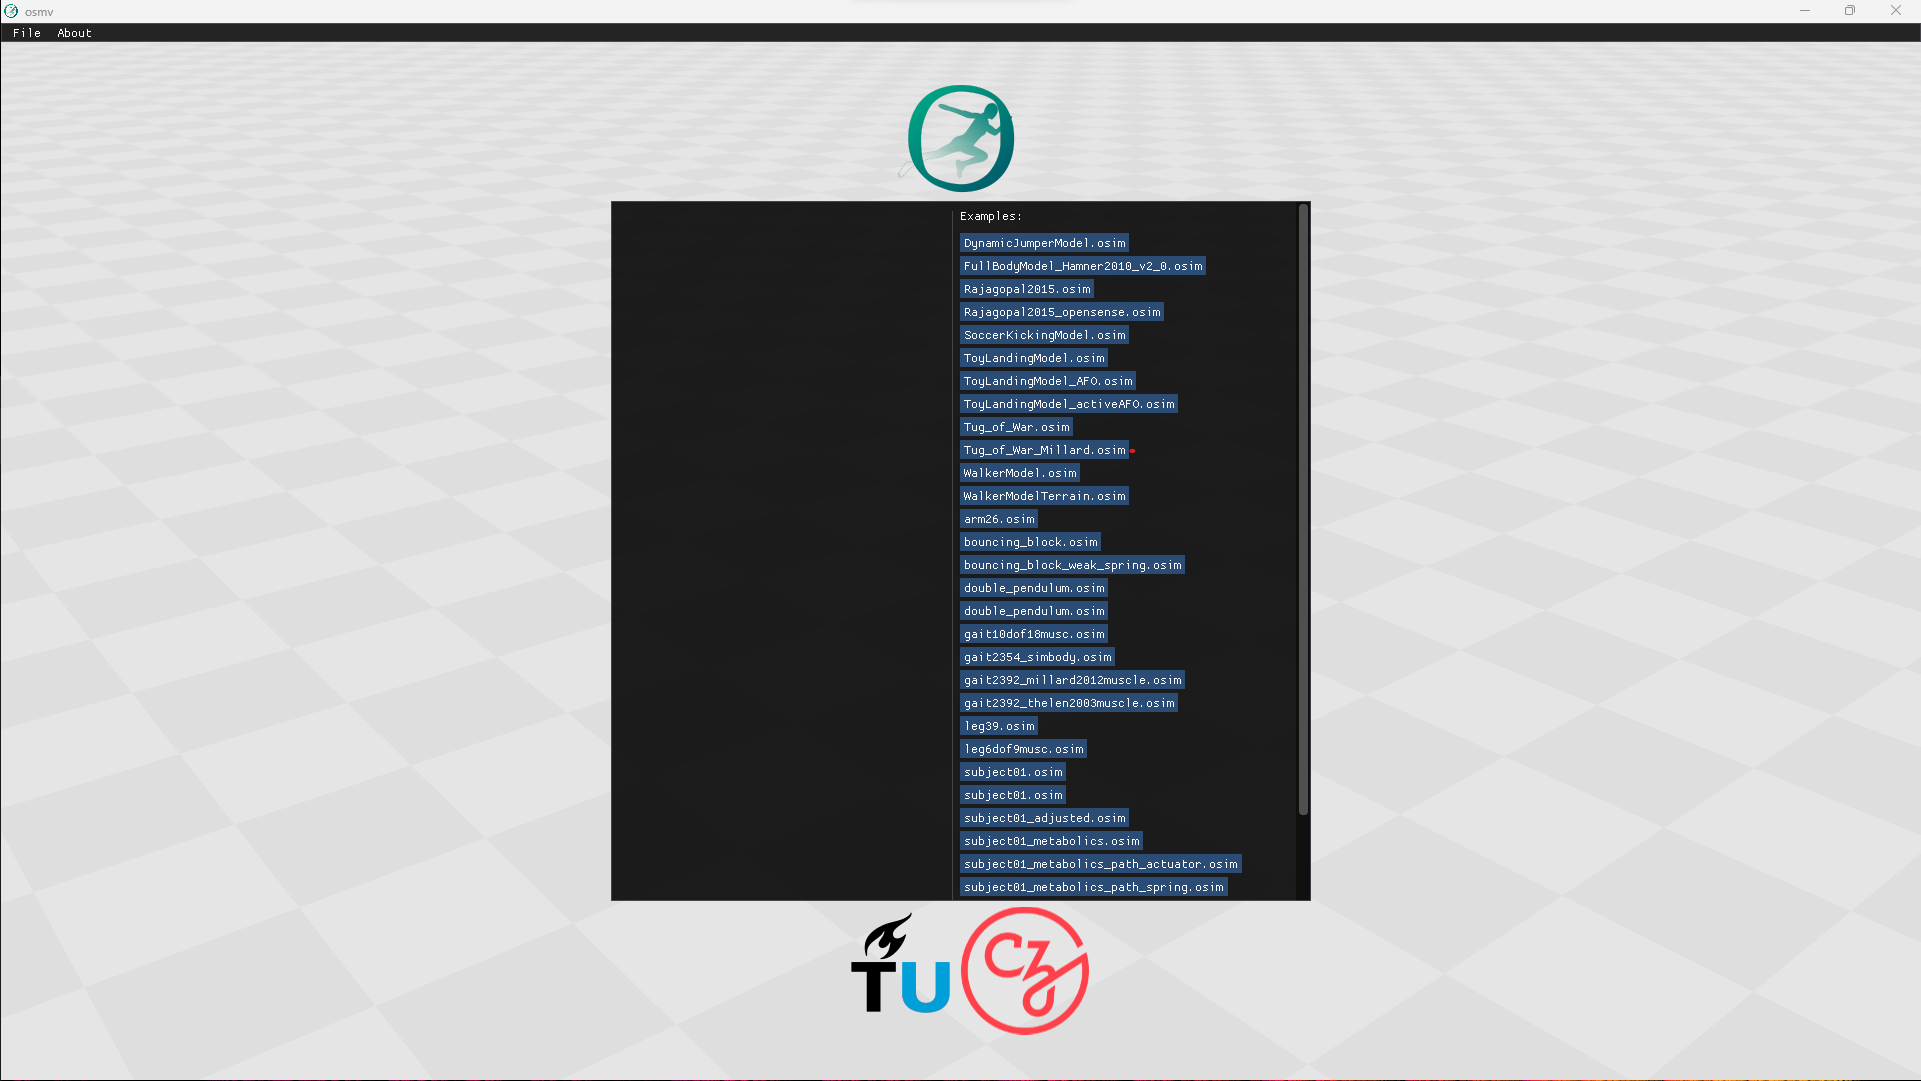 osmv
File About
Examples:
DynamicJumperModel.osim
FullBodyModel_Hamner2010_v2_0.osim
Rajagopal2015.osim
Rajagopal2015_opensense.osim
SoccerKickingModel.osim
ToyLandingModel.osim
ToyLandingModel_AFO.osim
ToyLandingModel_activeAFO.osim
Tug_of_War.osim
Tug_of_War_Millard.osim
WalkerModel.osim
WalkerModelTerrain.osim
arm26.osim
bouncing_block.osim
bouncing_block_weak_spring.osim
double_pendulum.osim
double_pendulum.osim
gait10dof18musc.osim
gait2354_simbody.osim
gait2392_millard2012muscle.osim
gait2392_thelen2003muscle.osim
leg39.osim
leg6dof9musc.osim
subject01.osim
subject01.osim
subject01_adjusted.osim
subject01_metabolics.osim
subject01_metabolics_path_actuator.osim
subject01_metabolics_path_spring.osim
TU CZI